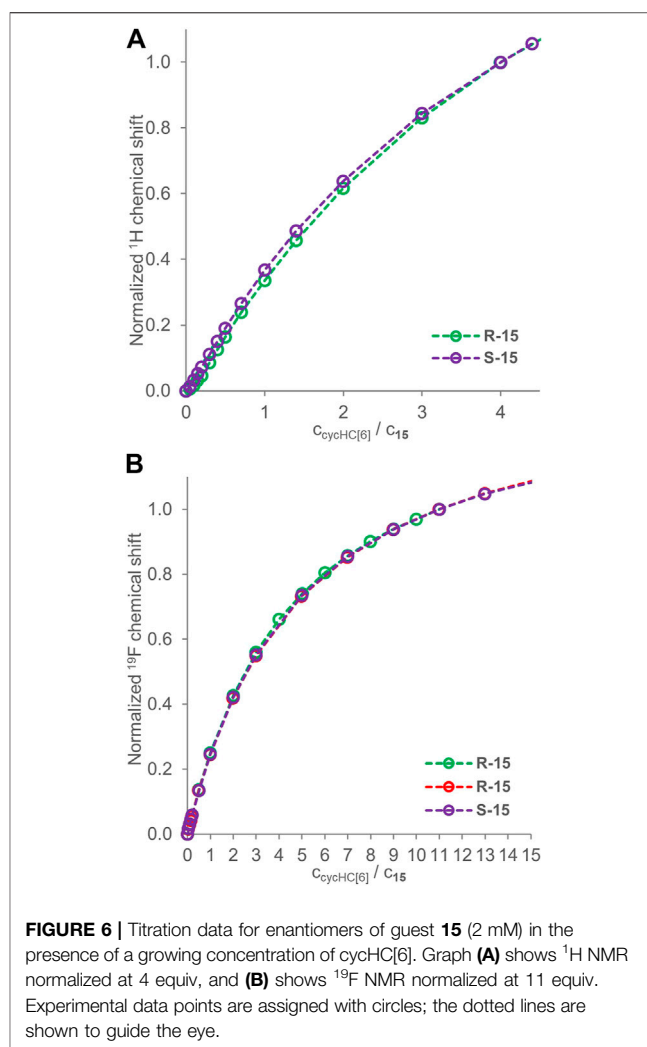 A
Normalized ¹H chemical shift
1.0
0.8
0.6
0.4
0.2
0.0
R-15
S-15
0 1 2 3 4
c_cycHC[6] / c_15
B
Normalized ¹⁹F chemical shift
1.0
0.8
0.6
0.4
0.2
0.0
R-15
R-15
S-15
0 1 2 3 4 5 6 7 8 9 10 11 12 13 14 15
c_cycHC[6] / c_15
FIGURE 6 | Titration data for enantiomers of guest 15 (2 mM) in the
presence of a growing concentration of cycHC[6]. Graph (A) shows ¹H NMR
normalized at 4 equiv, and (B) shows ¹⁹F NMR normalized at 11 equiv.
Experimental data points are assigned with circles; the dotted lines are
shown to guide the eye.